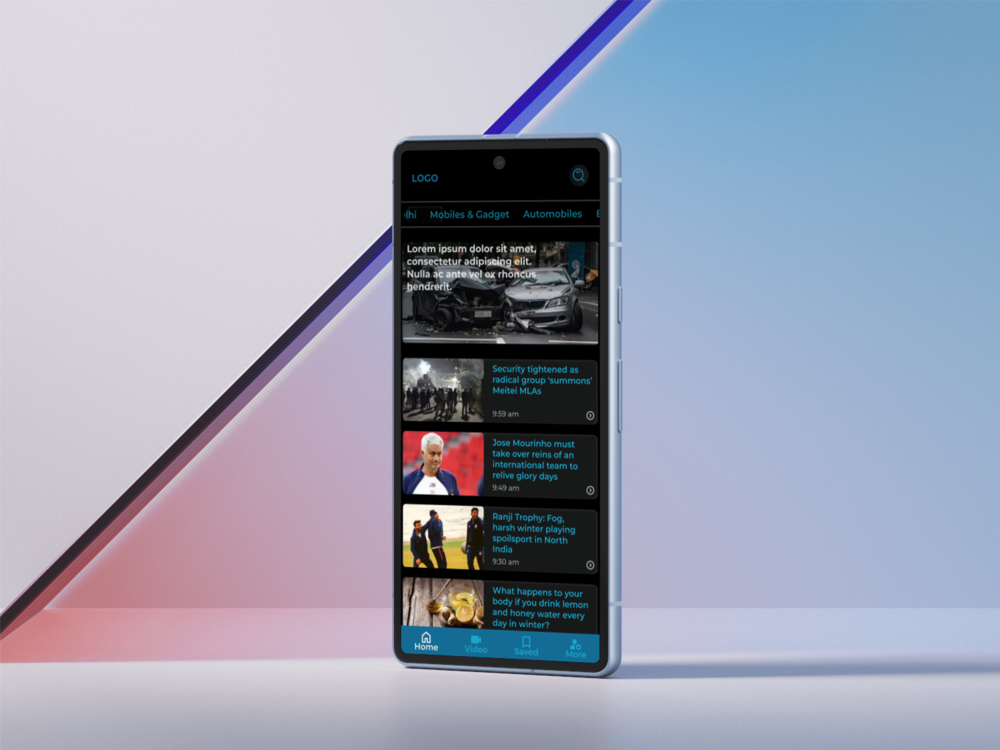 LOGO
lhi Mobiles & Gadget Automobiles E
Lorem ipsum dolor sit amet,
consectetur adipiscing elit.
Nulla ac ante vel ex rhoncus
hendrerit.
Security tightened as
radical group ‘summons’
Meitei MLAs
9:59 am
Jose Mourinho must
take over reins of an
international team to
relive glory days
9:49 am
JM
Ranji Trophy: Fog,
harsh winter playing
spoilsport in North
India
9:30 am
What happens to your
body if you drink lemon
and honey water every
day in winter?
Home Video Saved More